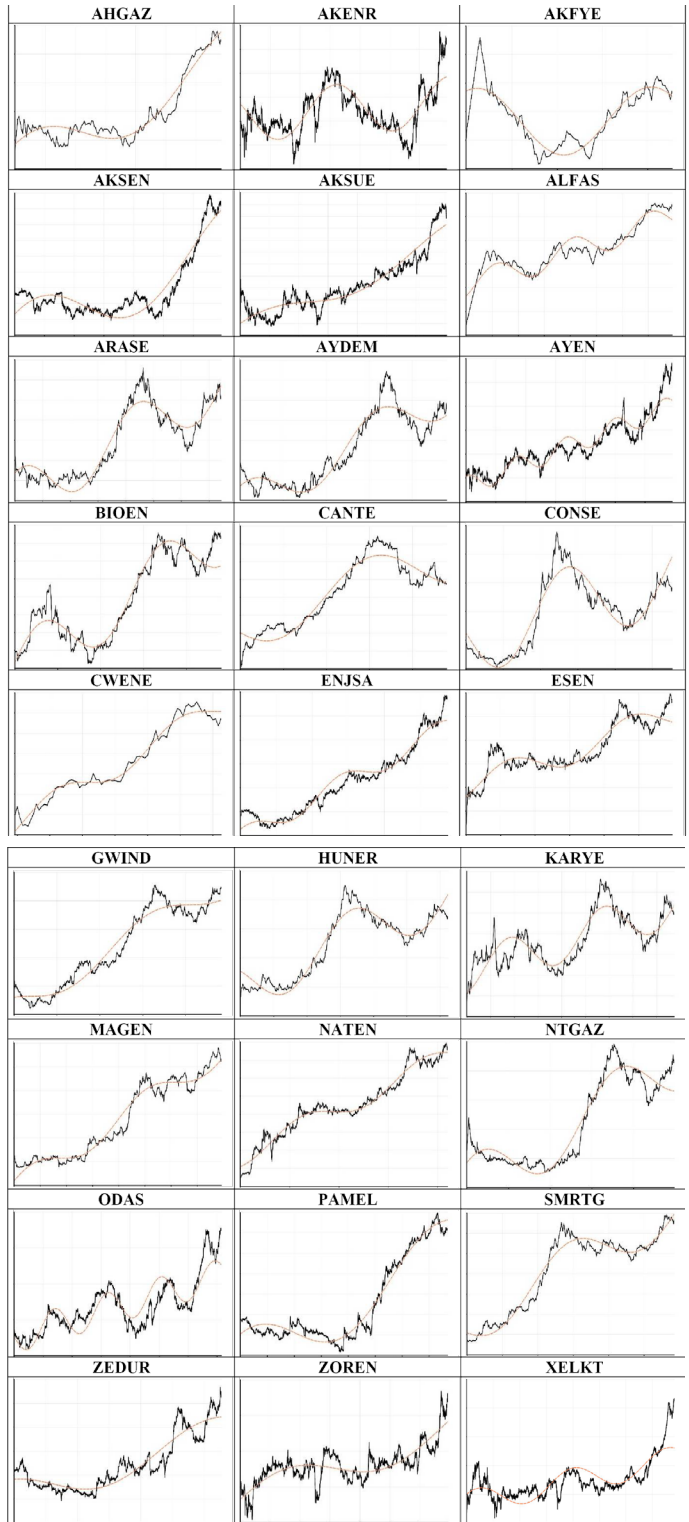 AHGAZ AKENR AKFYE
AKSEN AKSUE ALFAS
ARASE AYDEM AYEN
BIOEN CANTE CONSE
CWENE ENJSA ESEN
GWIND HUNER KARYE
MAGEN NATEN NTGAZ
ODAS PAMEL SMRTG
ZEDUR ZOREN XELKT